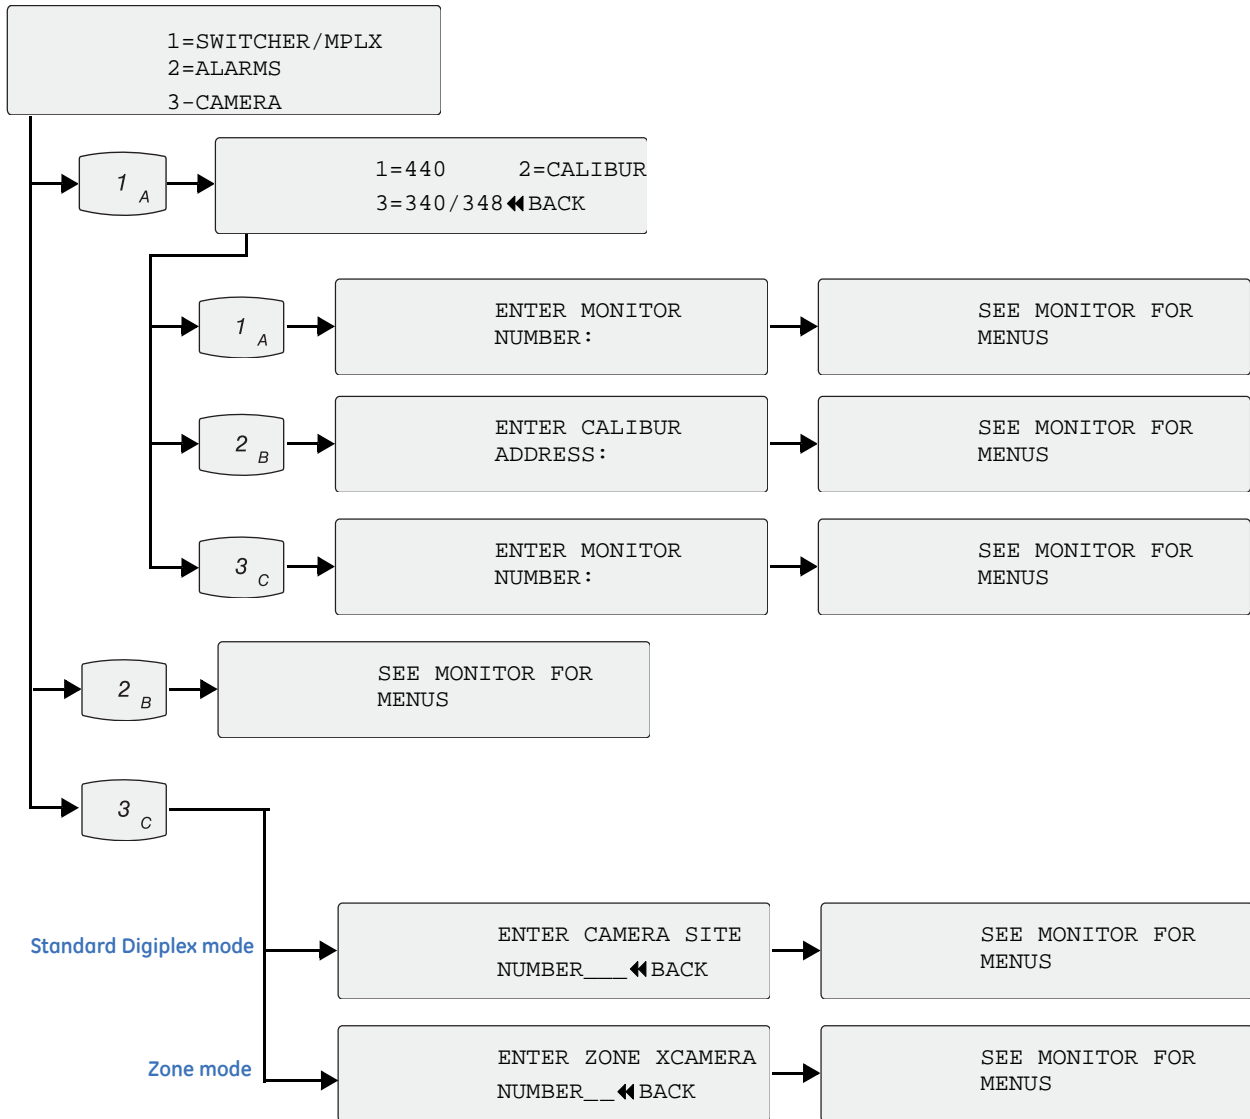 1=SWITCHER/MPLX
2=ALARMS
3-CAMERA
1 A
1=440 2=CALIBUR
3=340/348 BACK
1 A
ENTER MONITOR
NUMBER:
SEE MONITOR FOR
MENUS
2 B
ENTER CALIBUR
ADDRESS:
SEE MONITOR FOR
MENUS
3 C
ENTER MONITOR
NUMBER:
SEE MONITOR FOR
MENUS
2 B
SEE MONITOR FOR
MENUS
3 C
Standard Digiplex mode
ENTER CAMERA SITE
NUMBER___ BACK
SEE MONITOR FOR
MENUS
Zone mode
ENTER ZONE XCAMERA
NUMBER__ BACK
SEE MONITOR FOR
MENUS